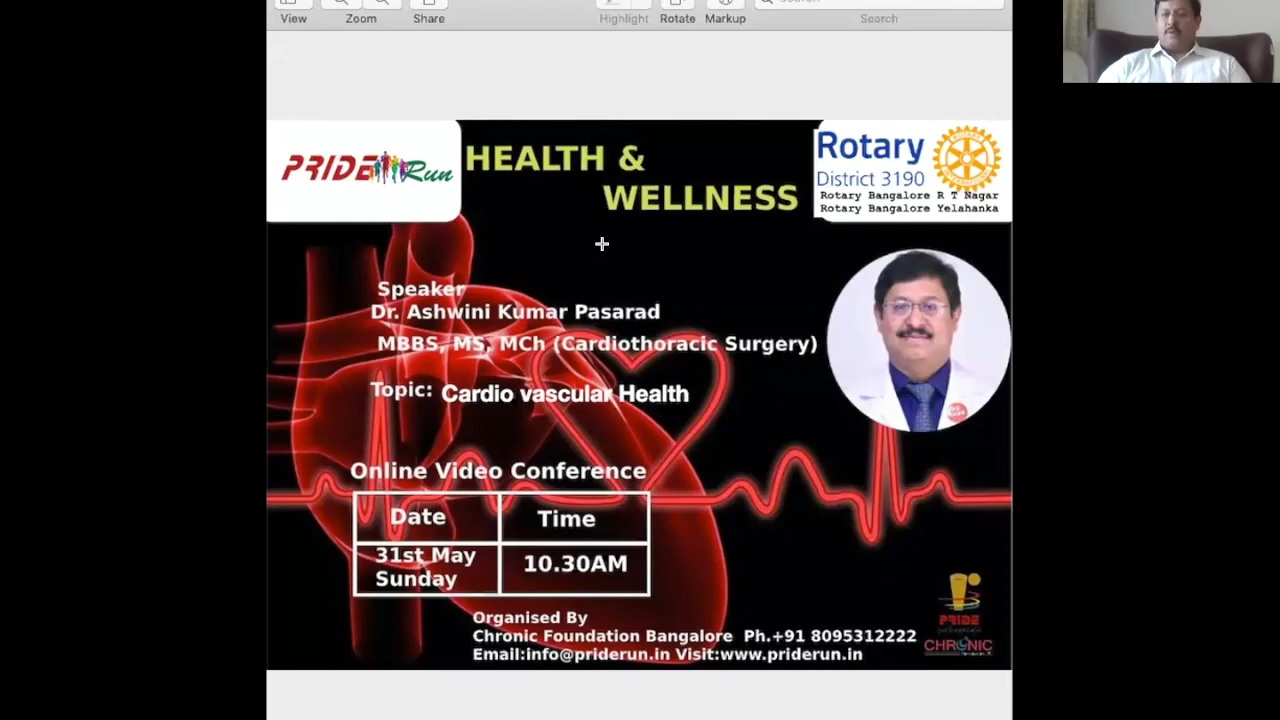 View Zoom Share Highlight Rotate Markup Search
PRIDE Run
HEALTH &
WELLNESS
Rotary
District 3190
Rotary Bangalore R T Nagar
Rotary Bangalore Yelahanka
Speaker
Dr. Ashwini Kumar Pasarad
MBBS, MS, MCh (Cardiothoracic Surgery)
Topic: Cardio vascular Health
Online Video Conference
Date Time
31st May
Sunday
10.30AM
PRIDE
CHRONIC
Organised By
Chronic Foundation Bangalore Ph.+91 8095312222
Email:info@priderun.in Visit:www.priderun.in